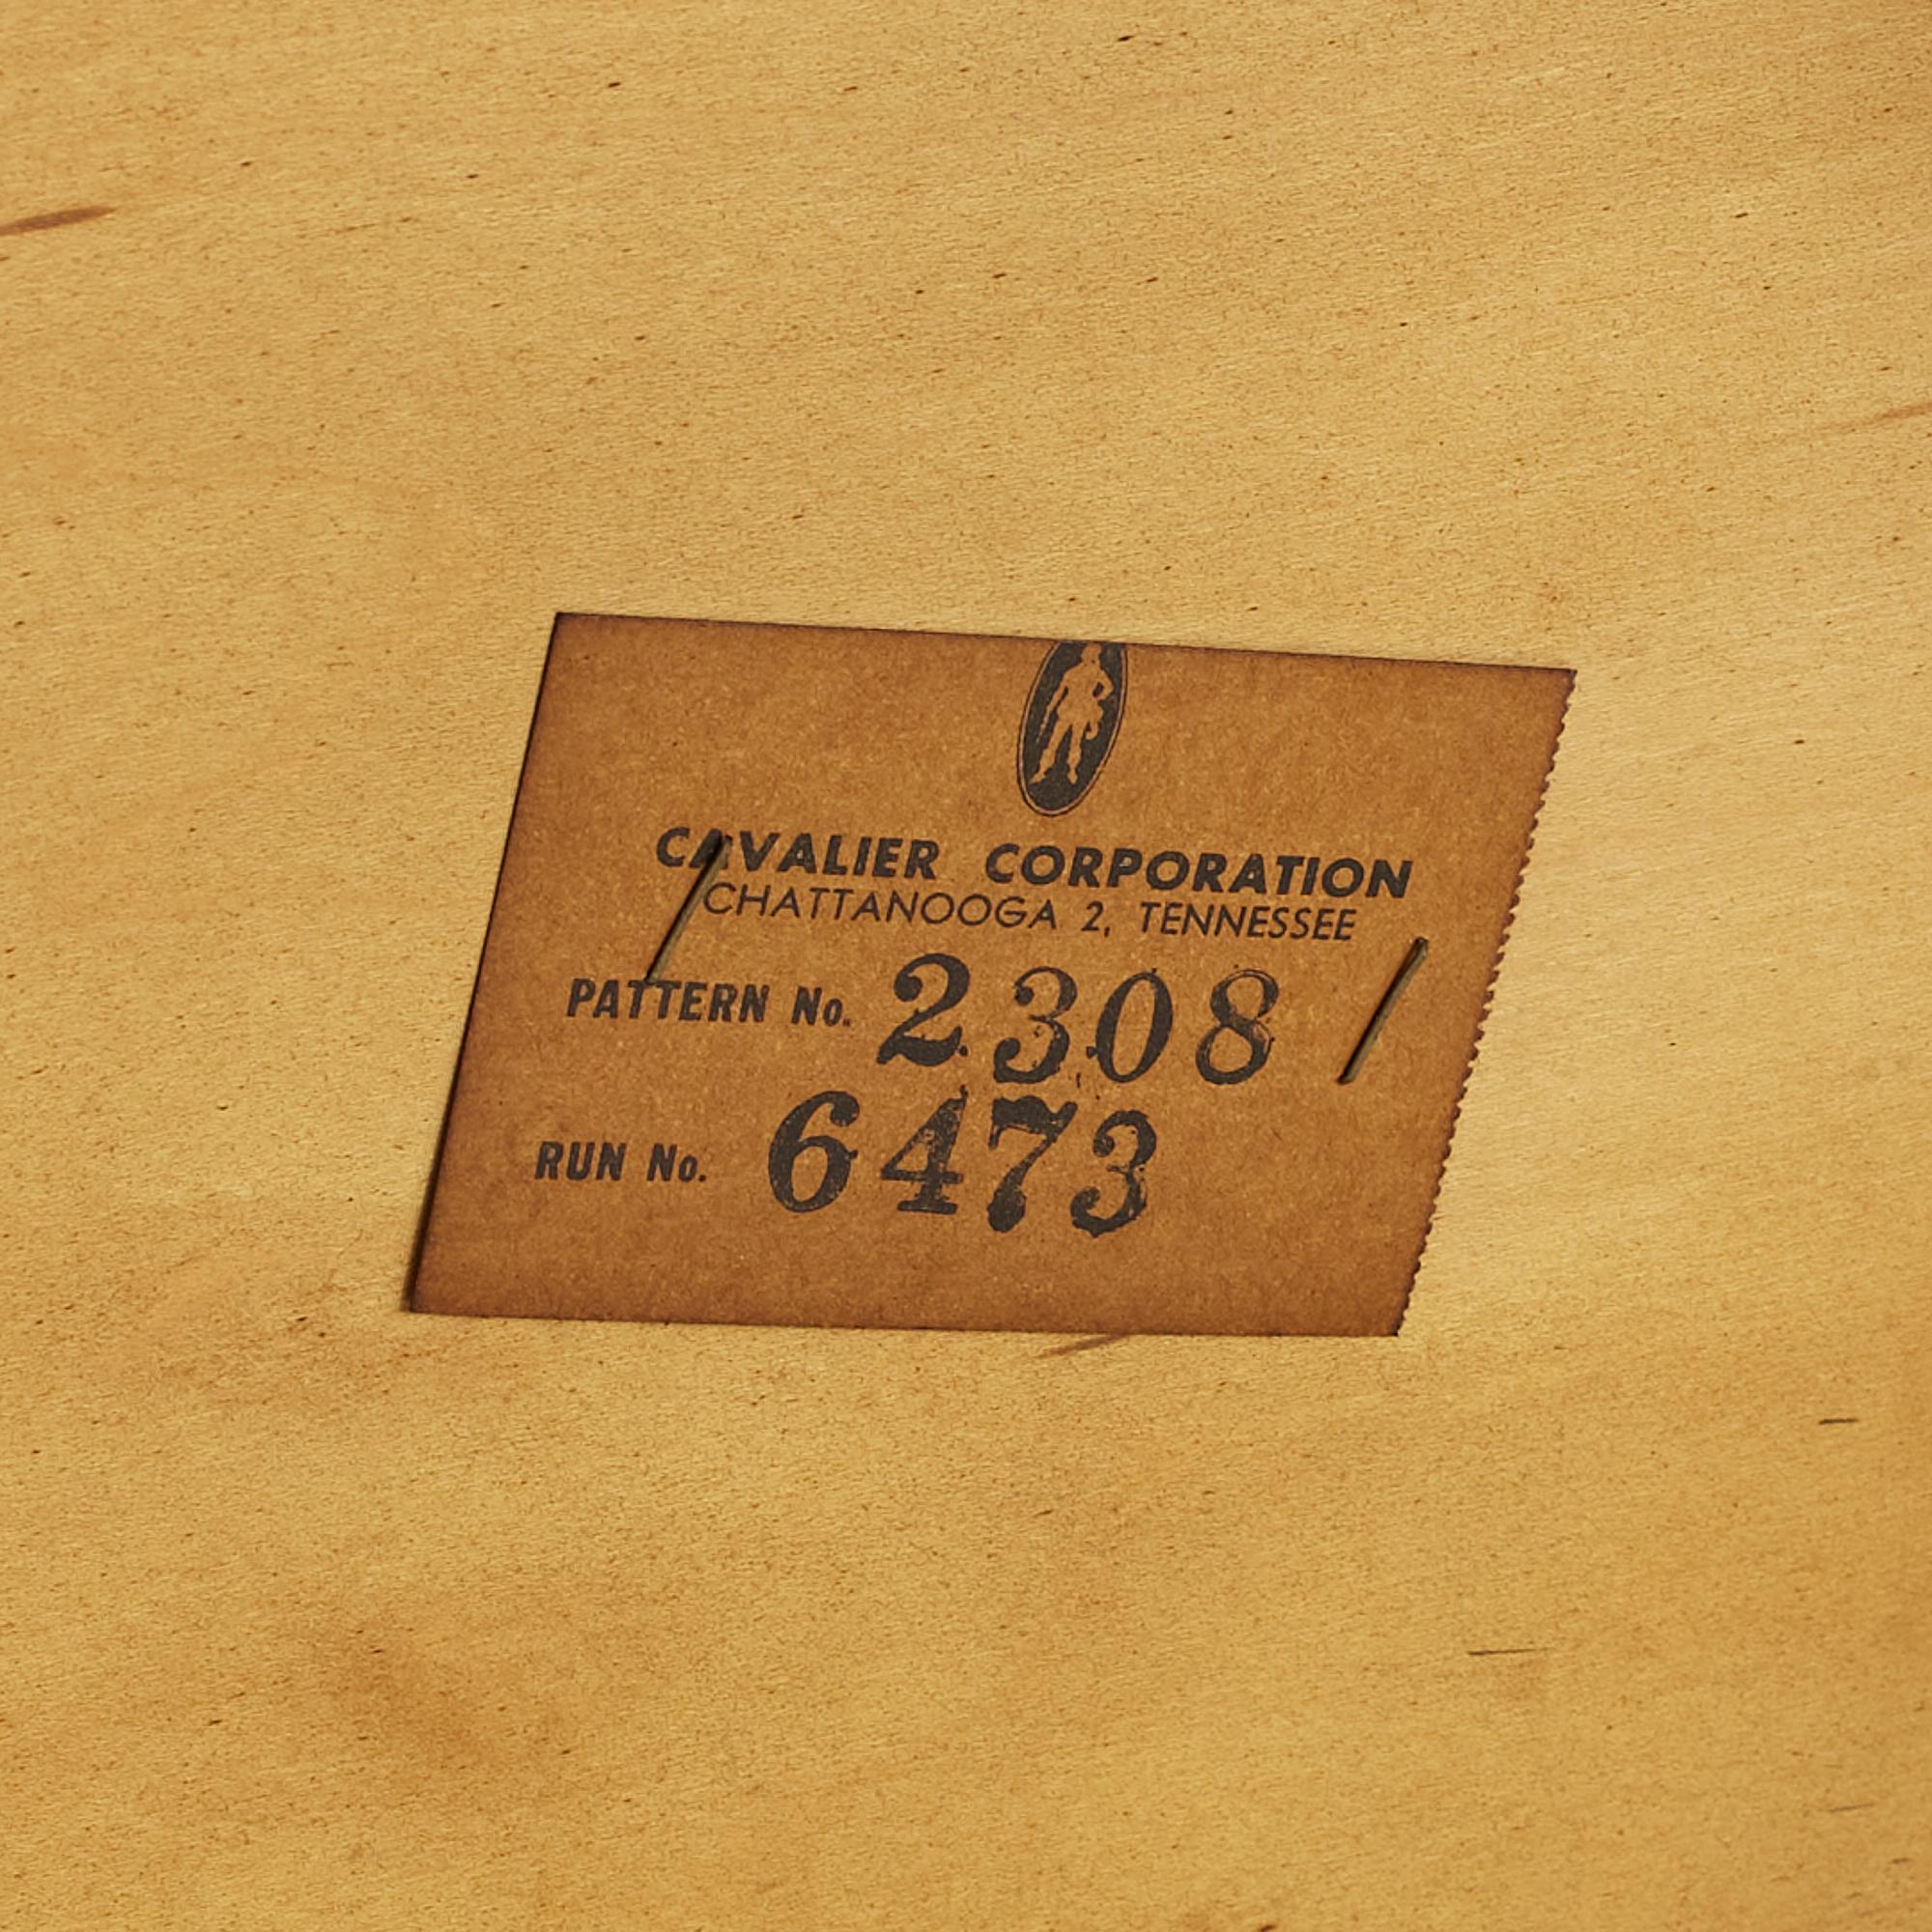 CAVALIER CORPORATION
CHATTANOOGA 2, TENNESSEE
PATTERN No. 2308
RUN No. 6473